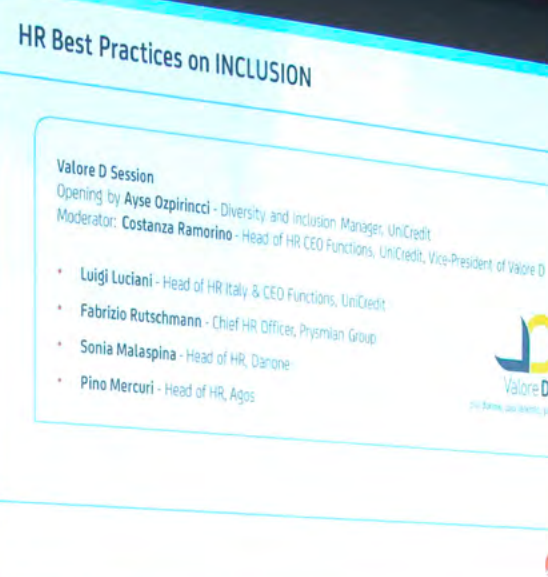 HR Best Practices on INCLUSION
Valore D Session
Opening by Ayse Ozpirincci - Diversity and Inclusion Manager, UniCredit
Moderator: Costanza Ramorino - Head of HR CEO Functions, UniCredit, Vice-President of Valore D
• Luigi Luciani - Head of HR Italy & CEO Functions, UniCredit
• Fabrizio Rutschmann - Chief HR Officer, Prysmian Group
• Sonia Malaspina - Head of HR, Danone
• Pino Mercuri - Head of HR, Agos
Valore D